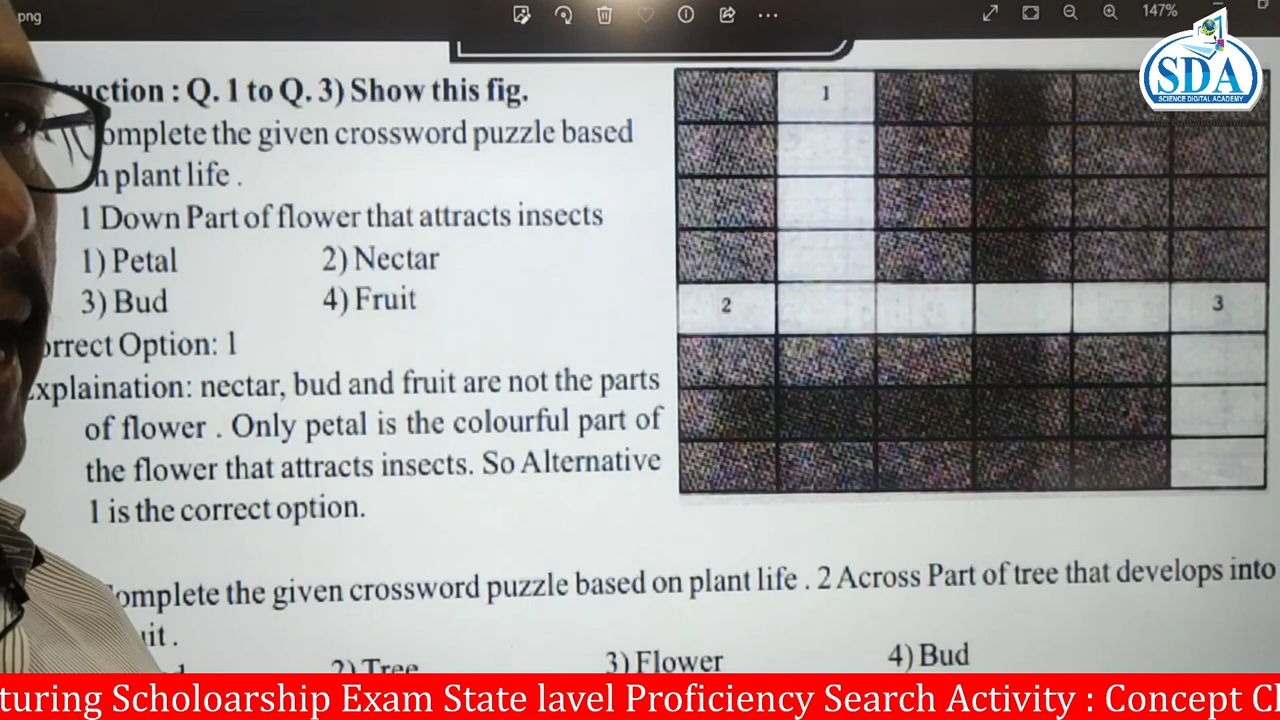 png
147%
SDA
SCIENCE DIGITAL ACADEMY
uction : Q. 1 to Q. 3) Show this fig.
omplete the given crossword puzzle based
n plant life .
1 Down Part of flower that attracts insects
1) Petal 2) Nectar
3) Bud 4) Fruit
orrect Option: 1
xplaination: nectar, bud and fruit are not the parts
of flower . Only petal is the colourful part of
the flower that attracts insects. So Alternative
1 is the correct option.
1
2 3
omplete the given crossword puzzle based on plant life . 2 Across Part of tree that develops into
uit .
2) Tree 3) Flower 4) Bud
turing Scholoarship Exam State lavel Proficiency Search Activity : Concept Cl